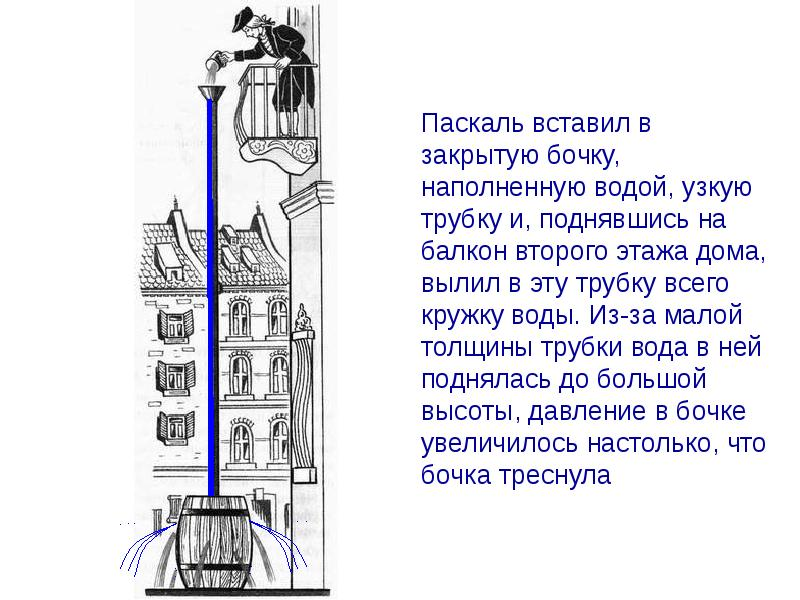 Паскаль вставил в
закрытую бочку,
наполненную водой, узкую
трубку и, поднявшись на
балкон второго этажа дома,
вылил в эту трубку всего
кружку воды. Из-за малой
толщины трубки вода в ней
поднялась до большой
высоты, давление в бочке
увеличилось настолько, что
бочка треснула